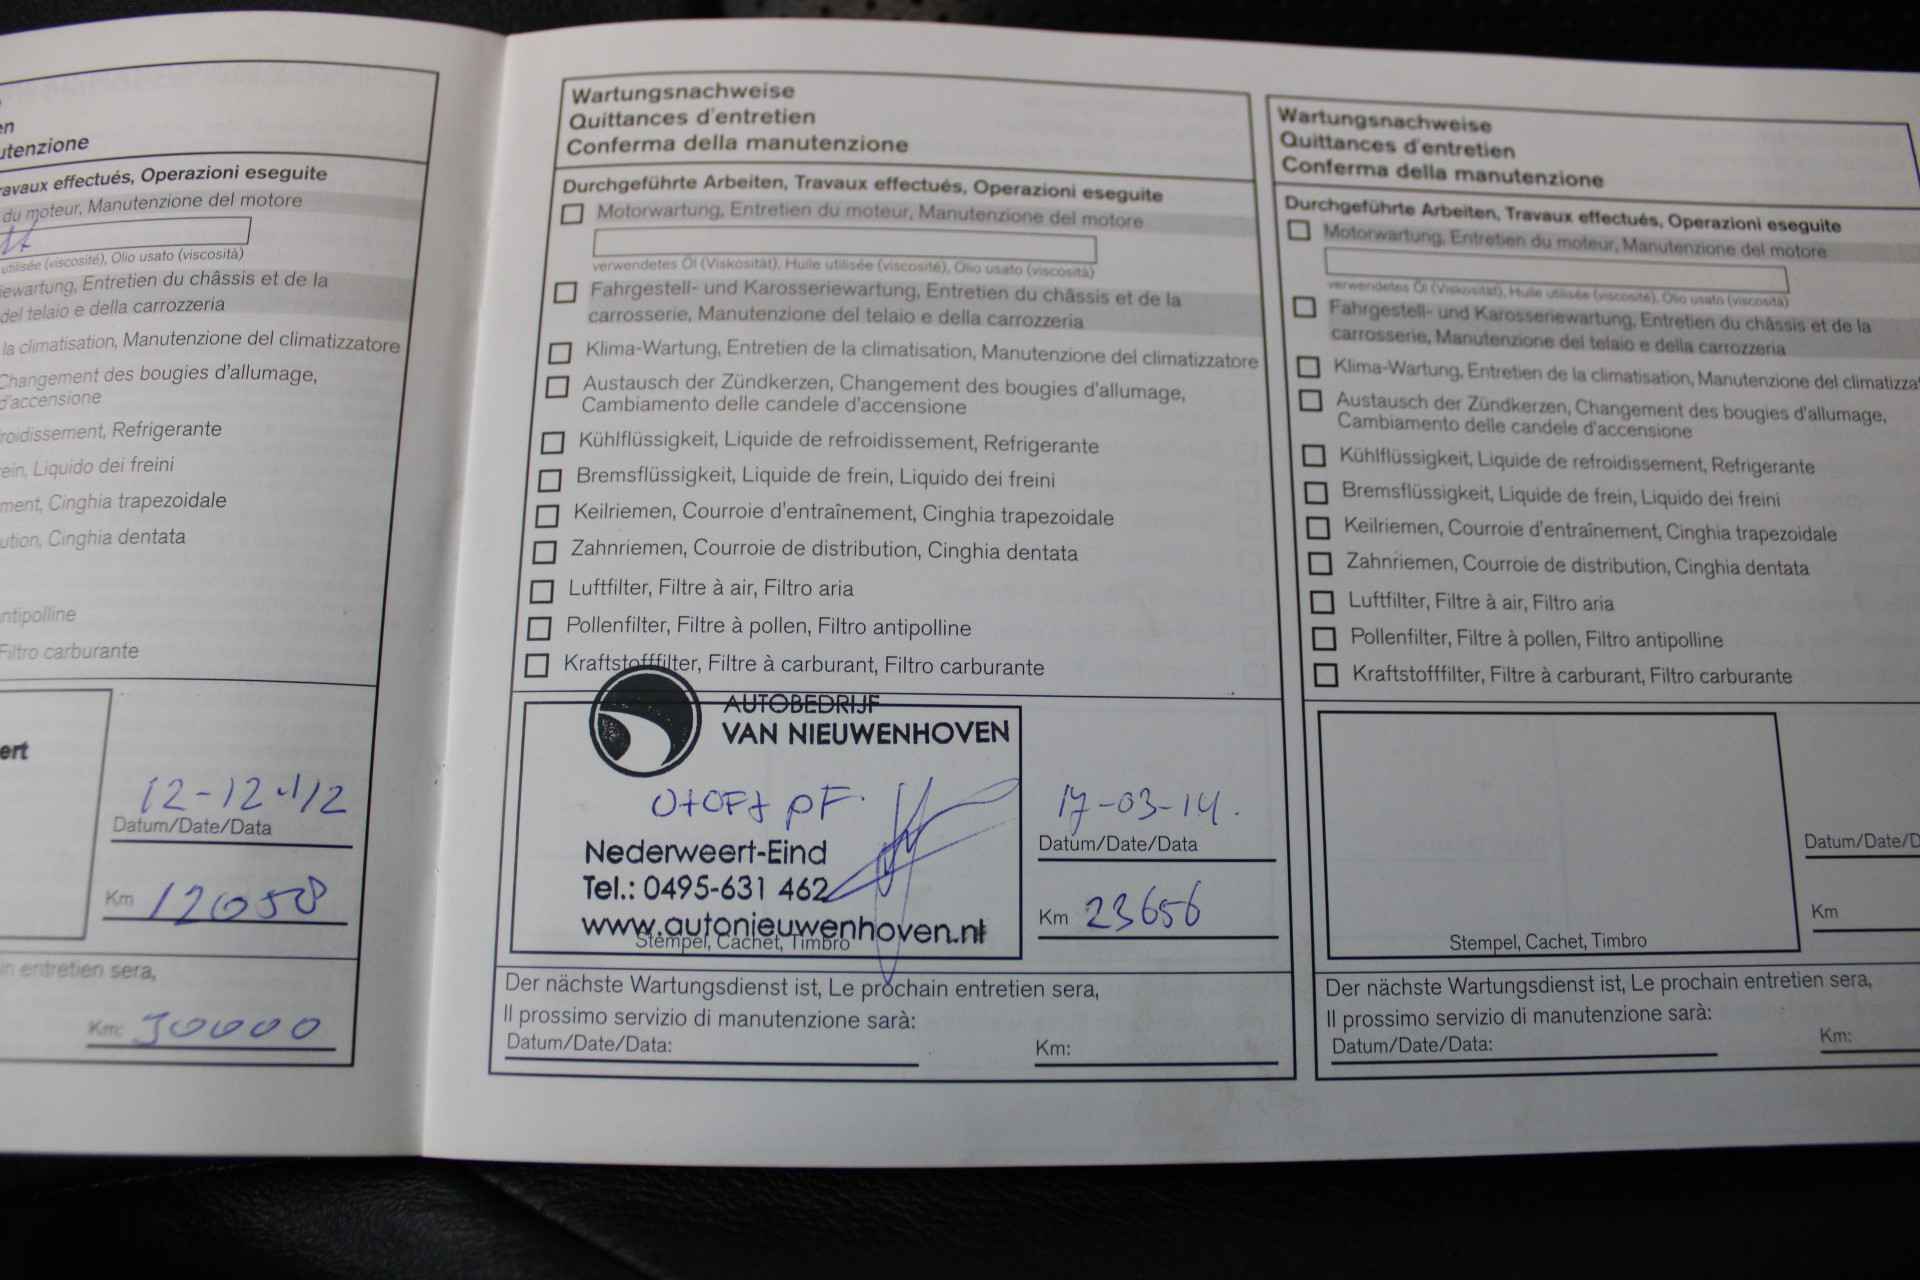 en
utenzione
ravaux effectués, Operazioni eseguite
du moteur, Manutenzione del motore
utilisée (viscosité), Olio usato (viscosità)
iewartung, Entretien du châssis et de la
del telaio e della carrozzeria
la climatisation, Manutenzione del climatizzatore
Changement des bougies d'allumage,
d'accensione
roidissement, Refrigerante
rein, Liquido dei freini
ment, Cinghia trapezoidale
ution, Cinghia dentata
ntipolline
Filtro carburante
ert
12-12-12
Datum/Date/Data
Km 12058
in entretien sera,
Km: 30000
Wartungsnachweise
Quittances d'entretien
Conferma della manutenzione
Durchgeführte Arbeiten, Travaux effectués, Operazioni eseguite
Motorwartung, Entretien du moteur, Manutenzione del motore
verwendetes Öl (Viskosität), Huile utilisée (viscosité), Olio usato (viscosità)
Fahrgestell- und Karosseriewartung, Entretien du châssis et de la
carrosserie, Manutenzione del telaio e della carrozzeria
Klima-Wartung, Entretien de la climatisation, Manutenzione del climatizzatore
Austausch der Zündkerzen, Changement des bougies d'allumage,
Cambiamento delle candele d'accensione
Kühlflüssigkeit, Liquide de refroidissement, Refrigerante
Bremsflüssigkeit, Liquide de frein, Liquido dei freini
Keilriemen, Courroie d'entraînement, Cinghia trapezoidale
Zahnriemen, Courroie de distribution, Cinghia dentata
Luftfilter, Filtre à air, Filtro aria
Pollenfilter, Filtre à pollen, Filtro antipolline
Kraftstofffilter, Filtre à carburant, Filtro carburante
AUTOBEDRIJF
VAN NIEUWENHOVEN
Nederweert-Eind
Tel.: 0495-631 462
www.autonieuwenhoven.nl
Stempel, Cachet, Timbro
17-03-14.
Datum/Date/Data
Km 23656
Der nächste Wartungsdienst ist, Le prochain entretien sera,
Il prossimo servizio di manutenzione sarà:
Datum/Date/Data:
Km:
Wartungsnachweise
Quittances d'entretien
Conferma della manutenzione
Durchgeführte Arbeiten, Travaux effectués, Operazioni eseguite
Motorwartung, Entretien du moteur, Manutenzione del motore
verwendetes Öl (Viskosität), Huile utilisée (viscosité), Olio usato (viscosità)
Fahrgestell- und Karosseriewartung, Entretien du châssis et de la
carrosserie, Manutenzione del telaio e della carrozzeria
Klima-Wartung, Entretien de la climatisation, Manutenzione del climatizza
Austausch der Zündkerzen, Changement des bougies d'allumage,
Cambiamento delle candele d'accensione
Kühlflüssigkeit, Liquide de refroidissement, Refrigerante
Bremsflüssigkeit, Liquide de frein, Liquido dei freini
Keilriemen, Courroie d'entraînement, Cinghia trapezoidale
Zahnriemen, Courroie de distribution, Cinghia dentata
Luftfilter, Filtre à air, Filtro aria
Pollenfilter, Filtre à pollen, Filtro antipolline
Kraftstofffilter, Filtre à carburant, Filtro carburante
Stempel, Cachet, Timbro
Datum/Date/D
Km
Der nächste Wartungsdienst ist, Le prochain entretien sera,
Il prossimo servizio di manutenzione sarà:
Datum/Date/Data:
Km: